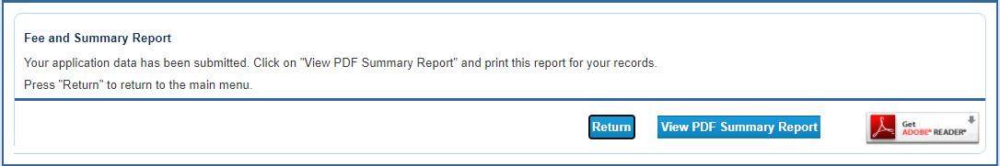 Fee and Summary Report
Your application data has been submitted. Click on "View PDF Summary Report" and print this report for your records.
Press "Return" to return to the main menu.
Return
View PDF Summary Report
Get
ADOBE® READER®